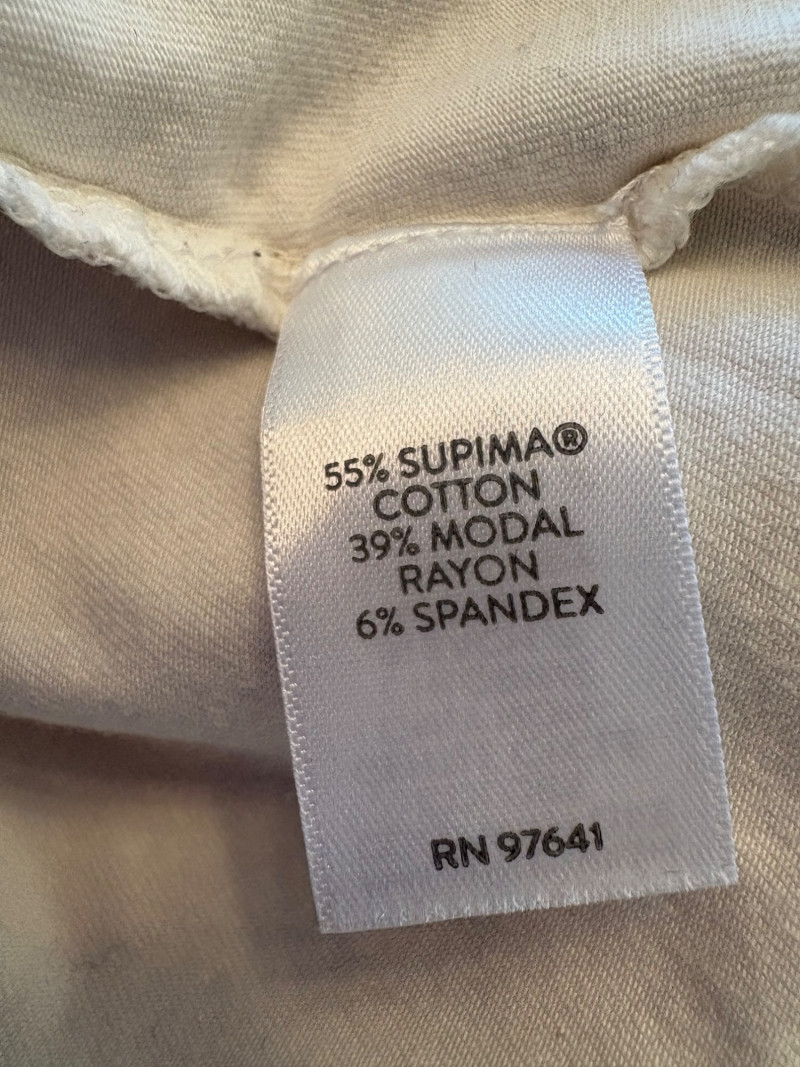 55% SUPIMA®
COTTON
39% MODAL
RAYON
6% SPANDEX
RN 97641